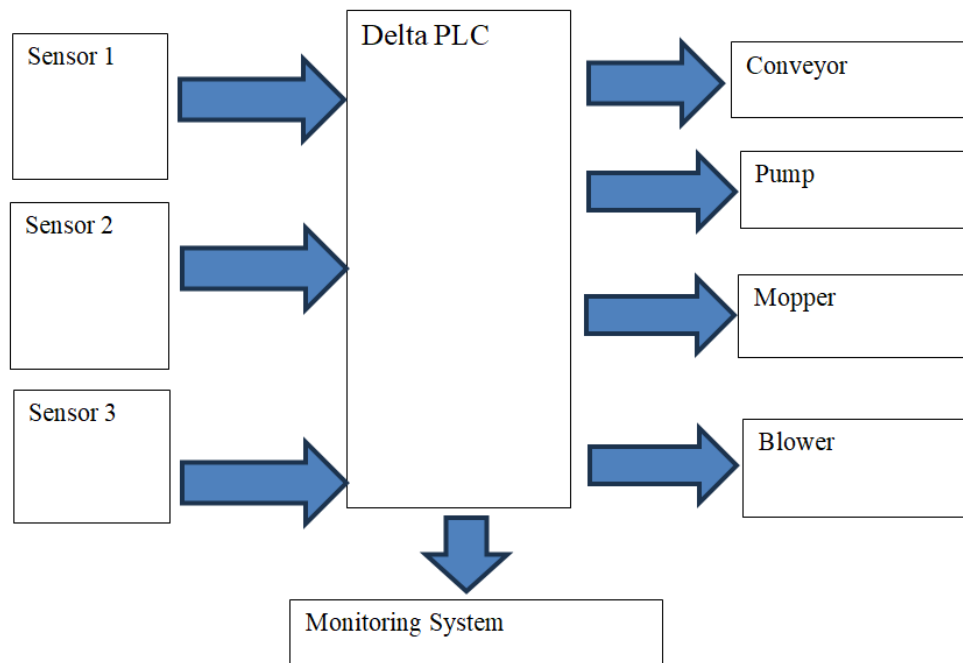 Sensor 1
Sensor 2
Sensor 3
Delta PLC
Conveyor
Pump
Mopper
Blower
Monitoring System